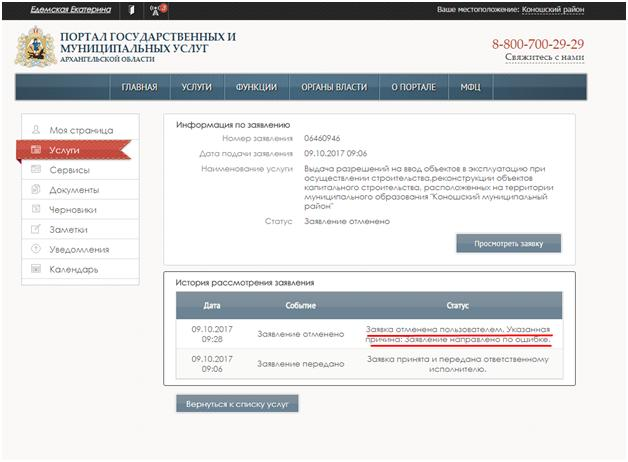 Едемская Екатерина
3
Ваше местоположение: Коношский район
ПОРТАЛ ГОСУДАРСТВЕННЫХ И
МУНИЦИПАЛЬНЫХ УСЛУГ
АРХАНГЕЛЬСКОЙ ОБЛАСТИ
8-800-700-29-29
Свяжитесь с нами
ГЛАВНАЯ УСЛУГИ ФУНКЦИИ ОРГАНЫ ВЛАСТИ О ПОРТАЛЕ МФЦ
Моя страница
Услуги
Сервисы
Документы
Черновики
Заметки
Уведомления
Календарь
Информация по заявлению
Номер заявления 06460946
Дата подачи заявления 09.10.2017 09:06
Наименование услуги Выдача разрешений на ввод объектов в эксплуатацию при
осуществлении строительства,реконструкции объектов
капитального строительства, расположенных на территории
муниципального образования "Коношский муниципальный
район"
Статус Заявление отменено
Просмотреть заявку
История рассмотрения заявления
Дата Событие Статус
09.10.2017
09:28
Заявление отменено
Заявка отменена пользователем. Указанная
причина: Заявление направлено по ошибке.
09.10.2017
09:06
Заявление передано
Заявка принята и передана ответственному
исполнителю.
Вернуться к списку услуг